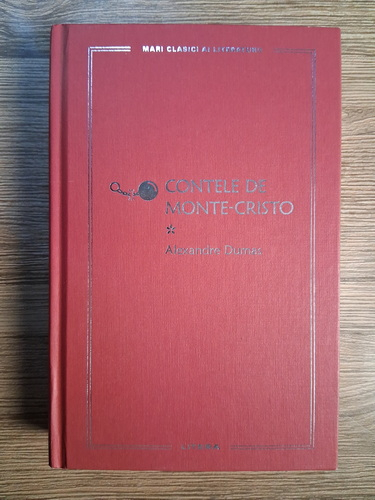 MARI CLASICI AI LITERATURII
CONTELE DE
MONTE-CRISTO
*
Alexandre Dumas